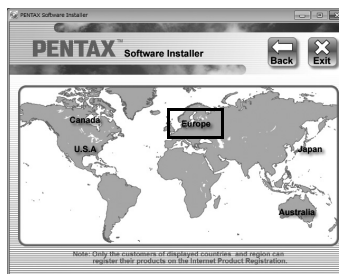 PENTAX Software Installer
PENTAX™ Software Installer
Back
Exit
Canada
Europe
U.S.A
Japan
Australia
Note: Only the customers of displayed countries and region can
register their products on the Internet Product Registration.